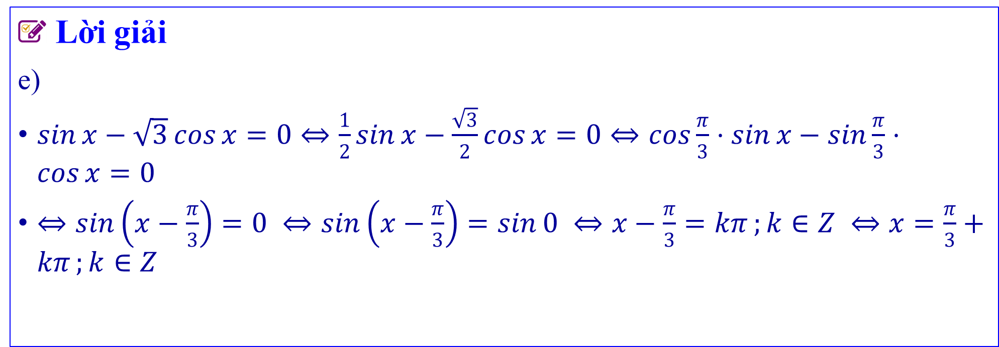 Lời giải
e)
• sin x − √3 cos x = 0 ⇔ 1/2 sin x − √3/2 cos x = 0 ⇔ cos π/3 · sin x − sin π/3 ·
cos x = 0
• ⇔ sin (x − π/3) = 0 ⇔ sin (x − π/3) = sin 0 ⇔ x − π/3 = kπ ; k ∈ Z ⇔ x = π/3 +
kπ ; k ∈ Z